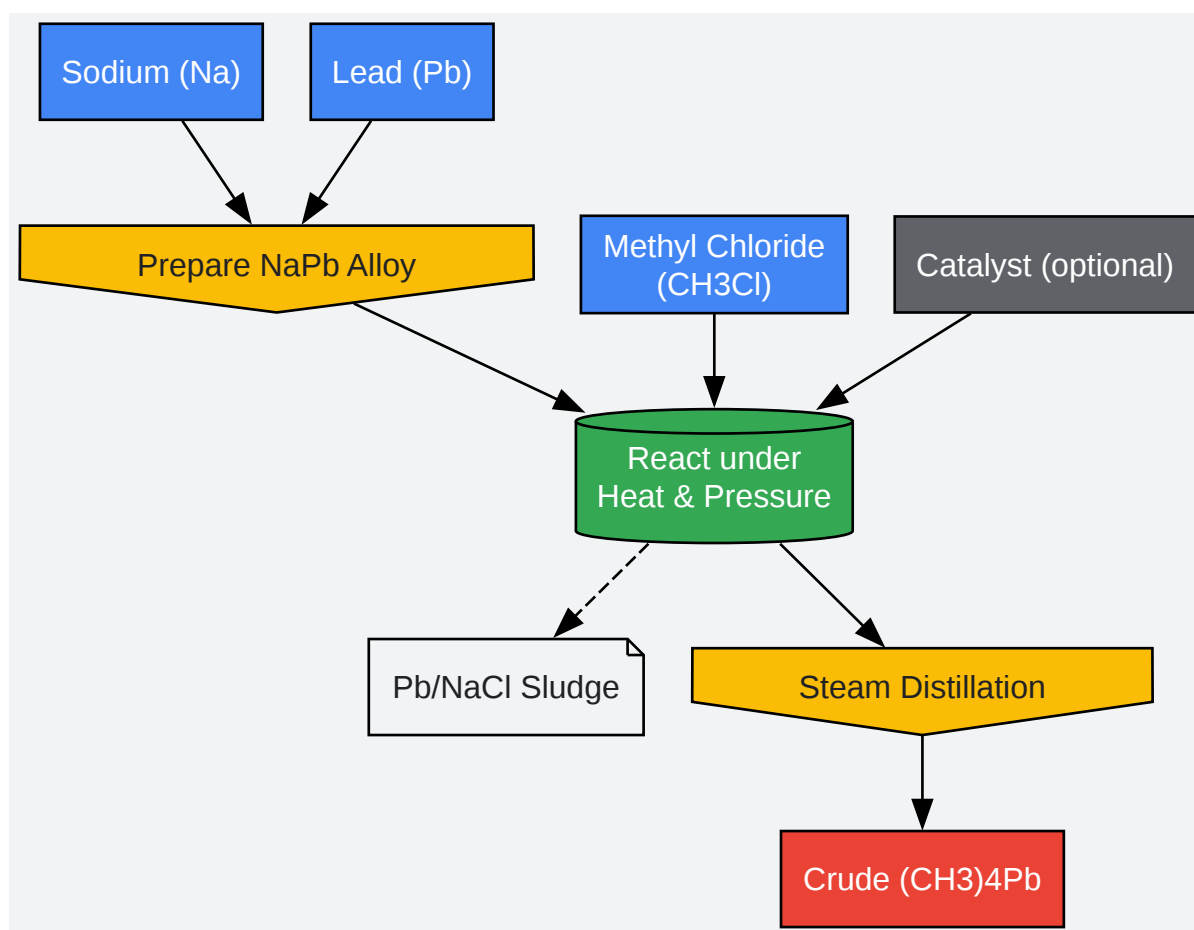 Sodium (Na)
Lead (Pb)
Prepare NaPb Alloy
Methyl Chloride
(CH3Cl)
Catalyst (optional)
React under
Heat & Pressure
Pb/NaCl Sludge
Steam Distillation
Crude (CH3)4Pb